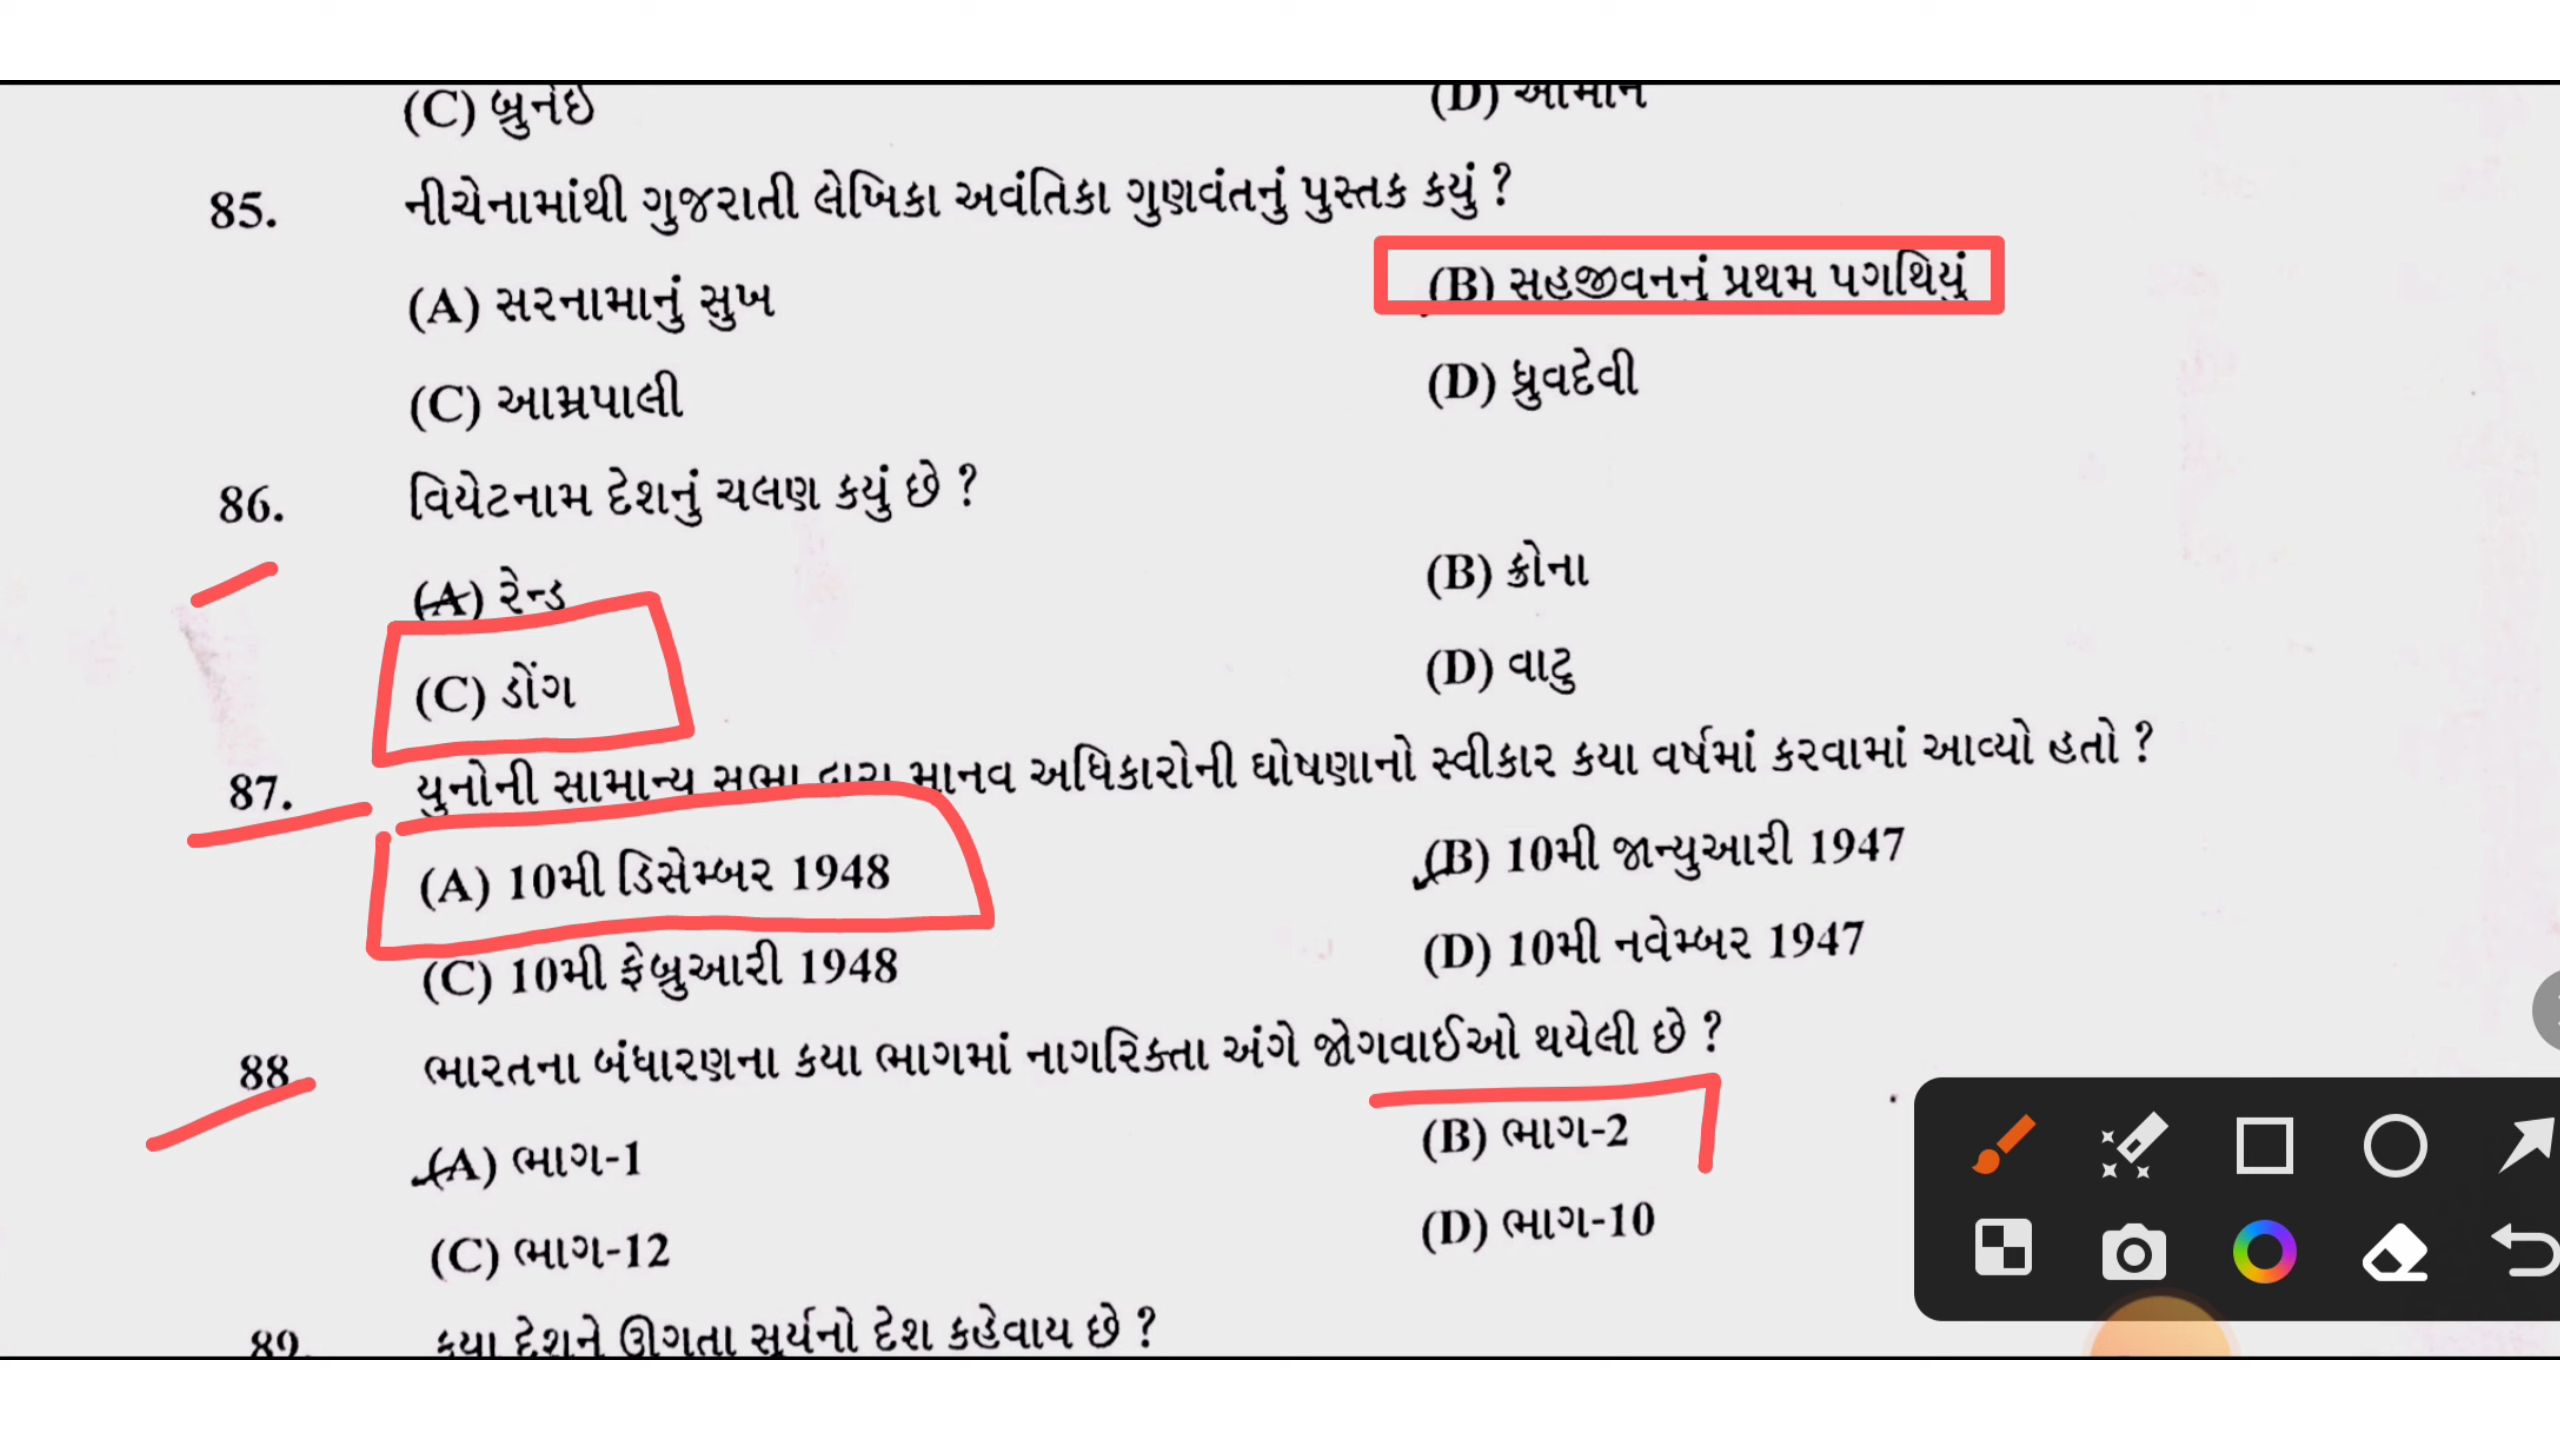 (C) બ્રુનેઈ
(D) ઓમાન
85. નીચેનામાંથી ગુજરાતી લેખિકા અવંતિકા ગુણવંતનું પુસ્તક કયું ?
(A) સરનામાનું સુખ
(B) સહજીવનનું પ્રથમ પગથિયું
(C) આમ્રપાલી
(D) ધ્રુવદેવી
86. વિયેટનામ દેશનું ચલણ કયું છે ?
(A) રેન્ડ
(B) ક્રોના
(C) ડોંગ
(D) વાટુ
87. યુનોની સામાન્ય સભા દ્વારા માનવ અધિકારોની ઘોષણાનો સ્વીકાર કયા વર્ષમાં કરવામાં આવ્યો હતો ?
(A) 10મી ડિસેમ્બર 1948
(B) 10મી જાન્યુઆરી 1947
(C) 10મી ફેબ્રુઆરી 1948
(D) 10મી નવેમ્બર 1947
88. ભારતના બંધારણના કયા ભાગમાં નાગરિક્તા અંગે જોગવાઈઓ થયેલી છે ?
(A) ભાગ-1
(B) ભાગ-2
(C) ભાગ-12
(D) ભાગ-10
89. કયા દેશને ઊગતા સૂર્યનો દેશ કહેવાય છે ?